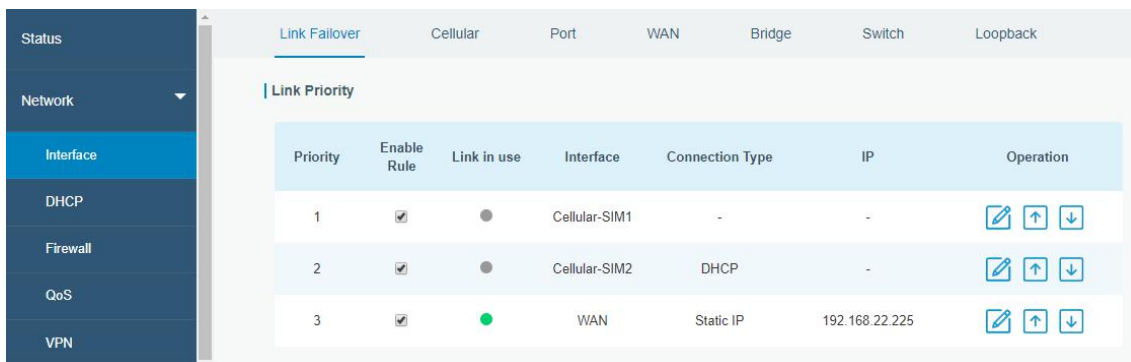 Status
Network
Interface
DHCP
Firewall
QoS
VPN
Link Failover Cellular Port WAN Bridge Switch Loopback
Link Priority
Priority Enable Rule Link in use Interface Connection Type IP Operation
1 Cellular-SIM1 - -
2 Cellular-SIM2 DHCP -
3 WAN Static IP 192.168.22.225